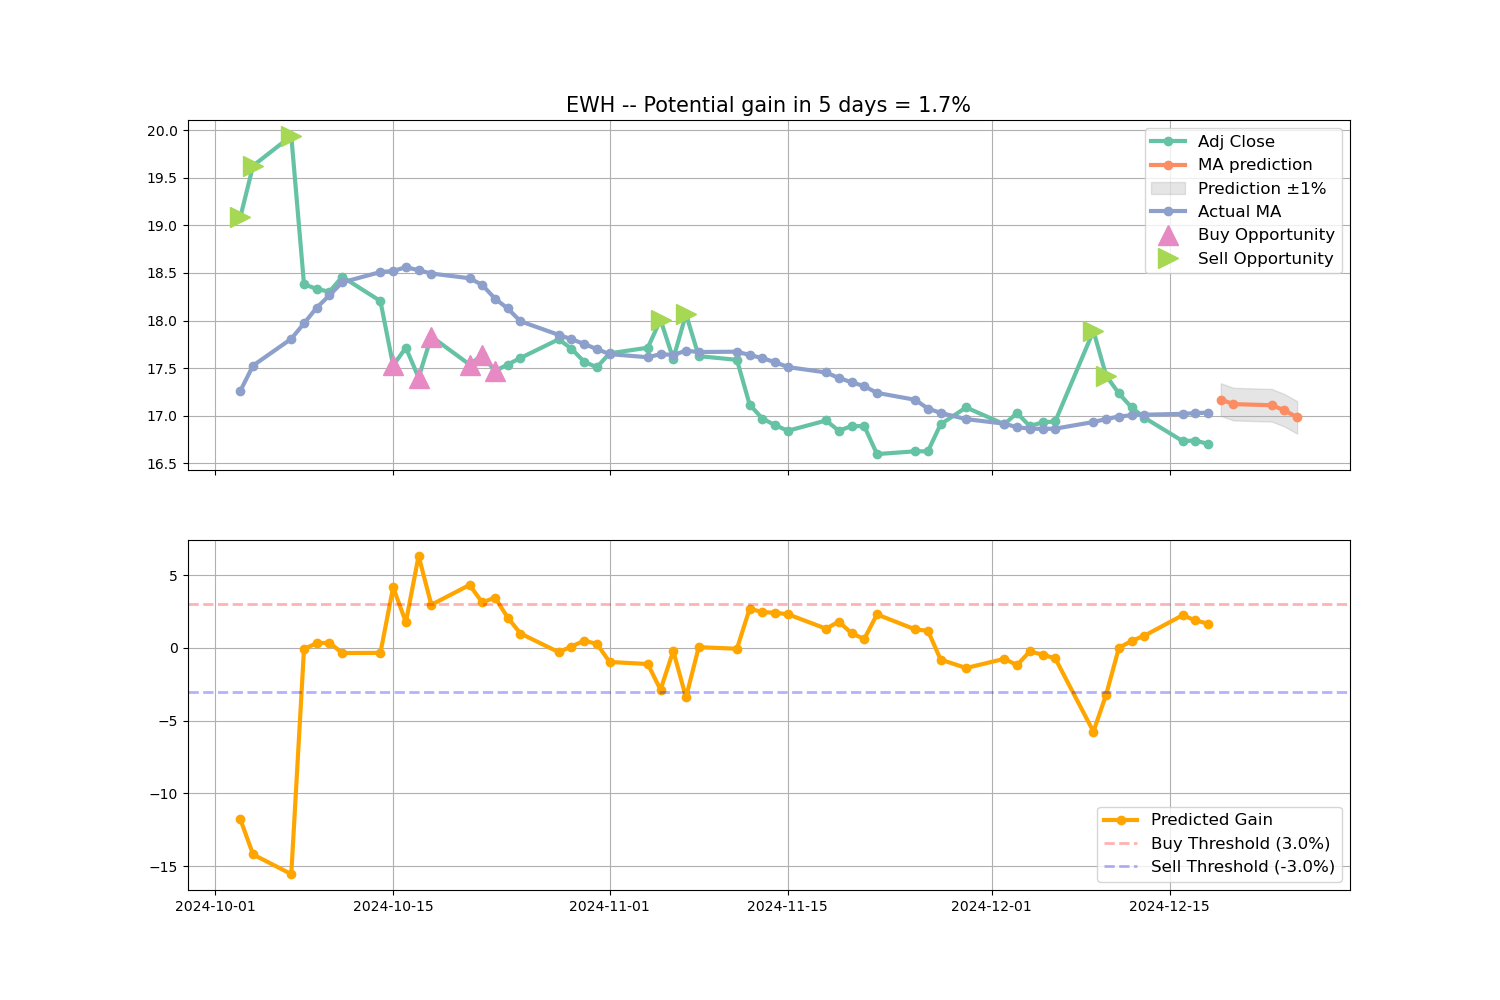 EWH -- Potential gain in 5 days = 1.7%
20.0
19.5
19.0
18.5
18.0
17.5
17.0
16.5
Adj Close
MA prediction
Prediction ±1%
Actual MA
Buy Opportunity
Sell Opportunity
5
0
−5
−10
−15
Predicted Gain
Buy Threshold (3.0%)
Sell Threshold (-3.0%)
2024-10-01
2024-10-15
2024-11-01
2024-11-15
2024-12-01
2024-12-15